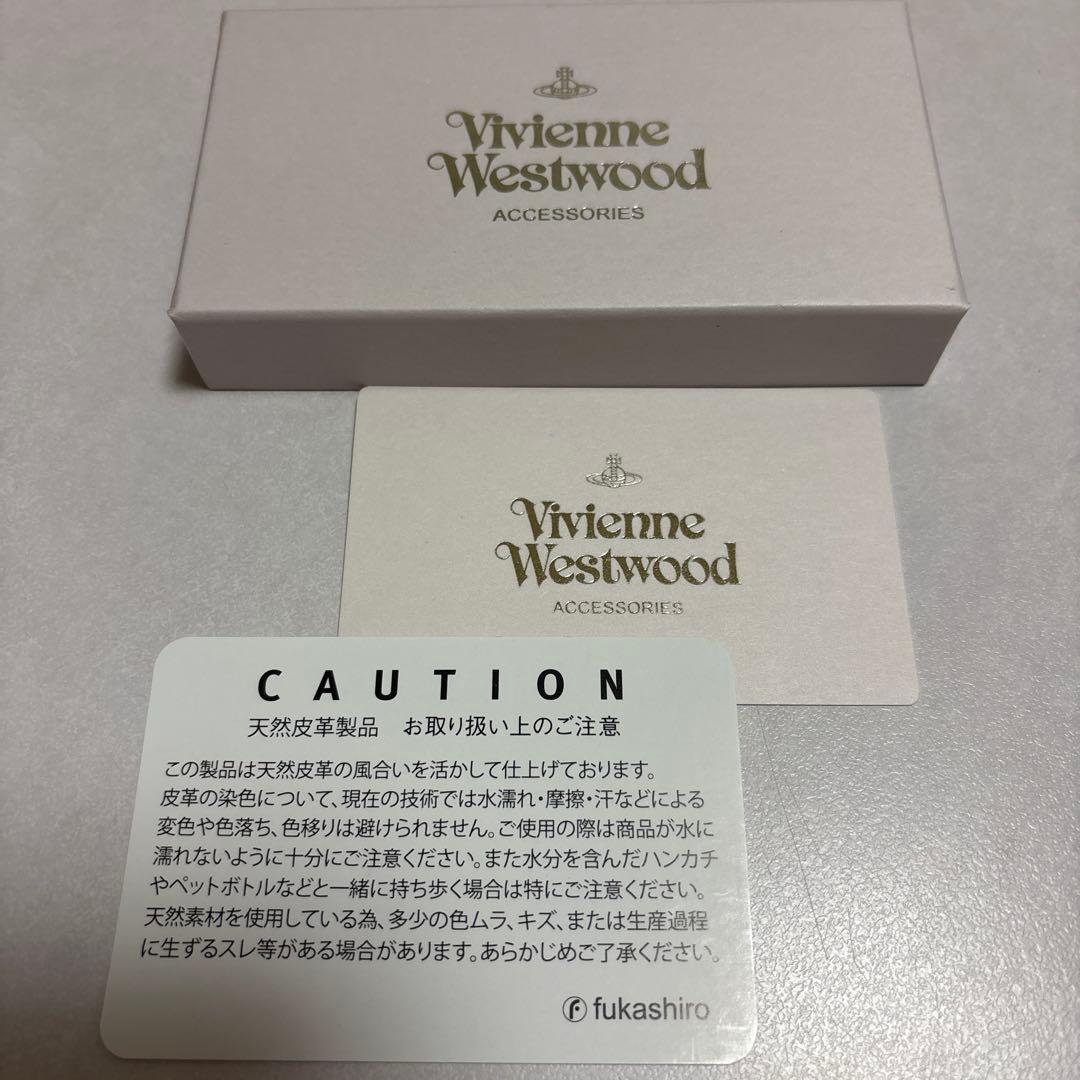 Vivienne
Westwood
ACCESSORIES
Vivienne
Westwood
ACCESSORIES
CAUTION
天然皮革製品　お取り扱い上のご注意
この製品は天然皮革の風合いを活かして仕上げております。
皮革の染色について、現在の技術では水濡れ・摩擦・汗などによる
変色や色落ち、色移りは避けられません。ご使用の際は商品が水に
濡れないように十分にご注意ください。また水分を含んだハンカチ
やペットボトルなどと一緒に持ち歩く場合は特にご注意ください。
天然素材を使用している為、多少の色ムラ、キズ、または生産過程
に生ずるスレ等がある場合があります。あらかじめご了承ください。
fukashiro